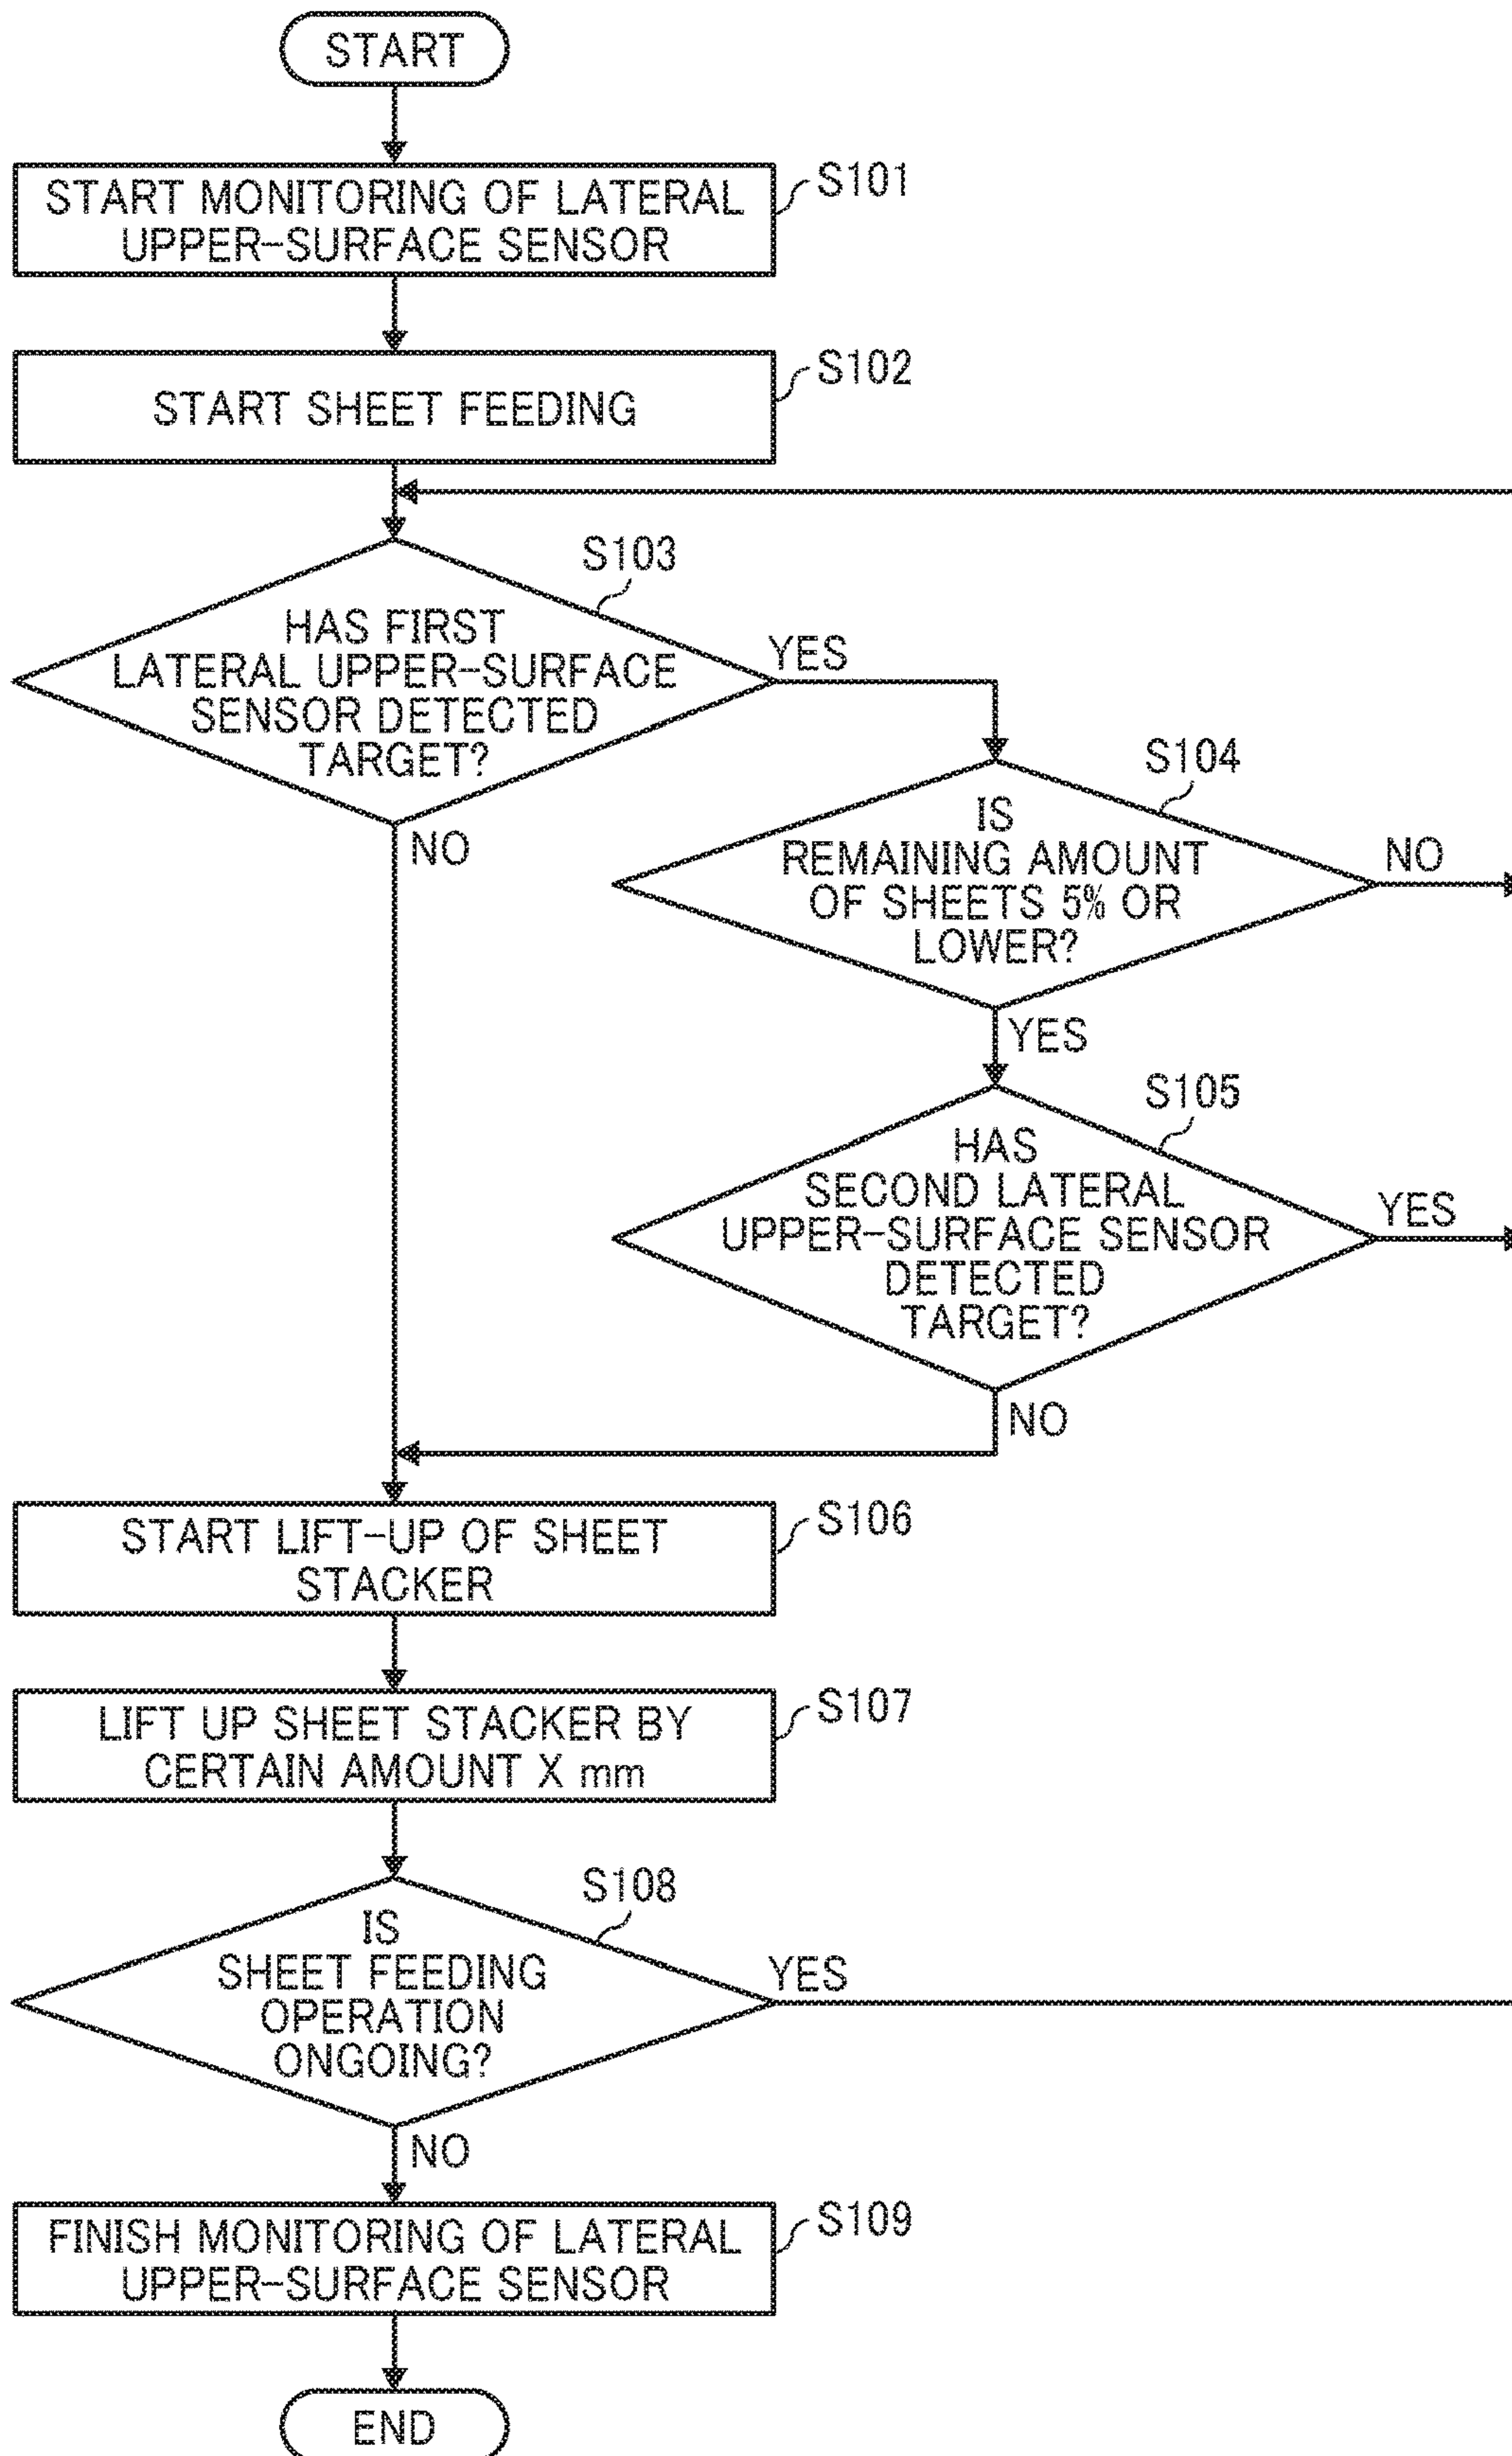 START
START MONITORING OF LATERAL
UPPER-SURFACE SENSOR
S101
START SHEET FEEDING
S102
S103
HAS FIRST
LATERAL UPPER-SURFACE
SENSOR DETECTED
TARGET?
YES
NO
S104
IS
REMAINING AMOUNT
OF SHEETS 5% OR
LOWER?
NO
YES
S105
HAS
SECOND LATERAL
UPPER-SURFACE SENSOR
DETECTED
TARGET?
YES
NO
START LIFT-UP OF SHEET
STACKER
S106
LIFT UP SHEET STACKER BY
CERTAIN AMOUNT X mm
S107
S108
IS
SHEET FEEDING
OPERATION
ONGOING?
YES
NO
FINISH MONITORING OF LATERAL
UPPER-SURFACE SENSOR
S109
END